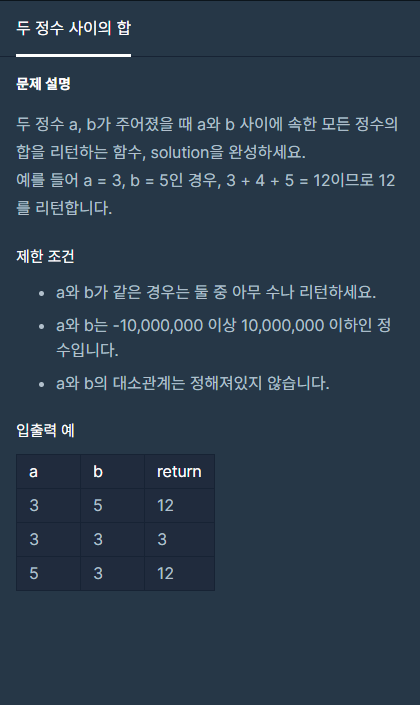 두 정수 사이의 합
문제 설명
두 정수 a, b가 주어졌을 때 a와 b 사이에 속한 모든 정수의
합을 리턴하는 함수, solution을 완성하세요.
예를 들어 a = 3, b = 5인 경우, 3 + 4 + 5 = 12이므로 12
를 리턴합니다.
제한 조건
• a와 b가 같은 경우는 둘 중 아무 수나 리턴하세요.
• a와 b는 -10,000,000 이상 10,000,000 이하인 정
수입니다.
• a와 b의 대소관계는 정해져있지 않습니다.
입출력 예
a b return
3 5 12
3 3 3
5 3 12